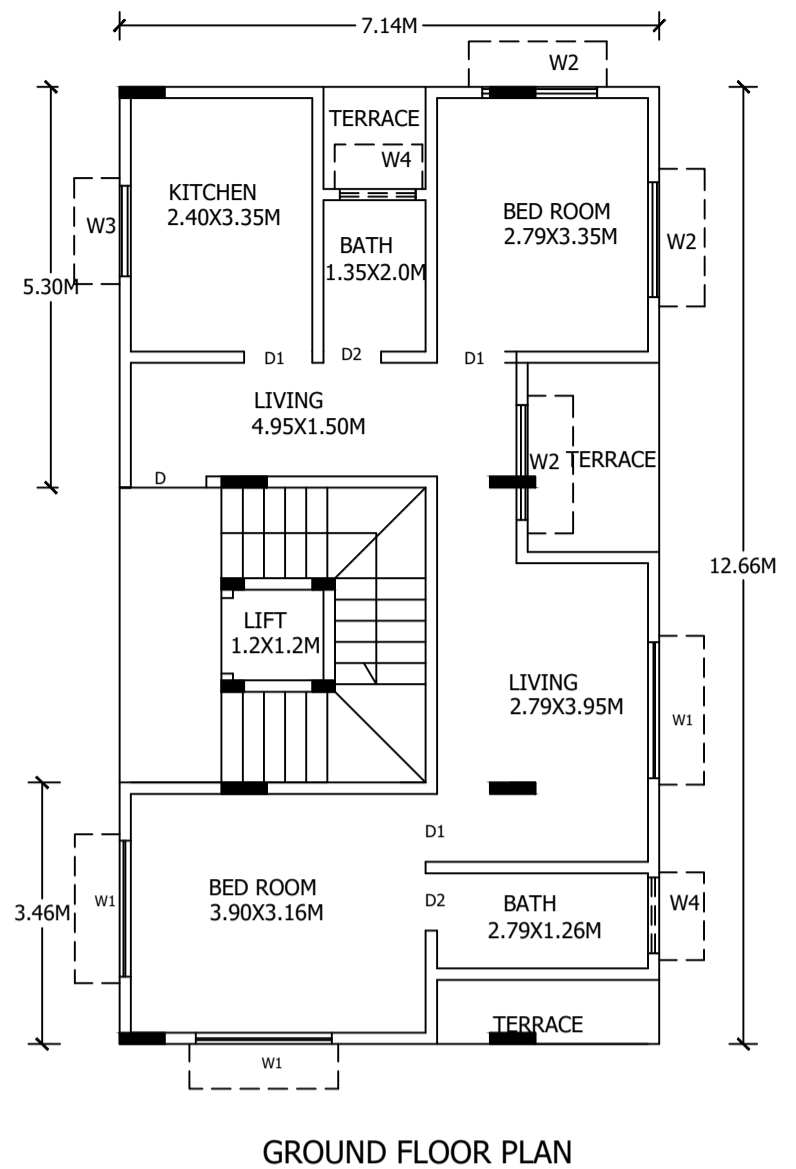 7.14M
W2
TERRACE
W4
KITCHEN
2.40X3.35M
BED ROOM
2.79X3.35M
W3
BATH
1.35X2.0M
W2
5.30M
D1
D2
D1
LIVING
4.95X1.50M
W2
TERRACE
D
12.66M
LIFT
1.2X1.2M
LIVING
2.79X3.95M
W1
D1
BED ROOM
3.90X3.16M
3.46M
W1
D2
BATH
2.79X1.26M
W4
TERRACE
W1
GROUND FLOOR PLAN